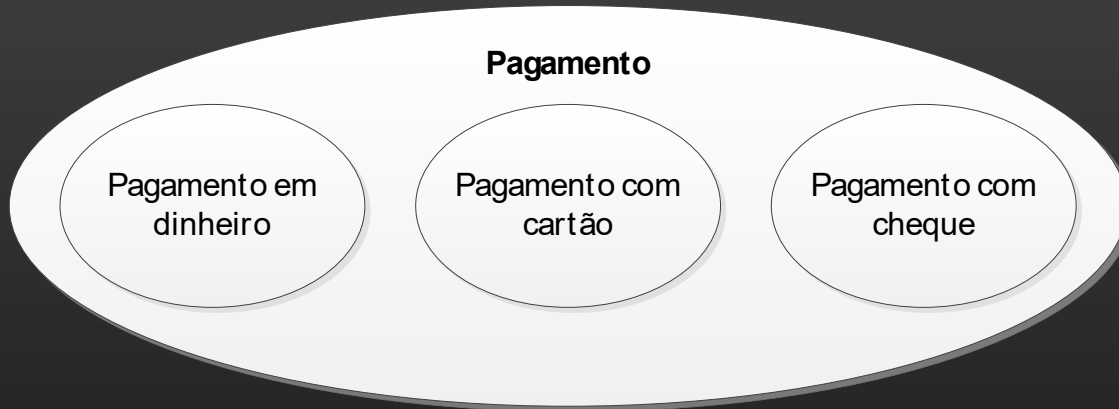 Pagamento
Pagamento em
dinheiro
Pagamento com
cartão
Pagamento com
cheque